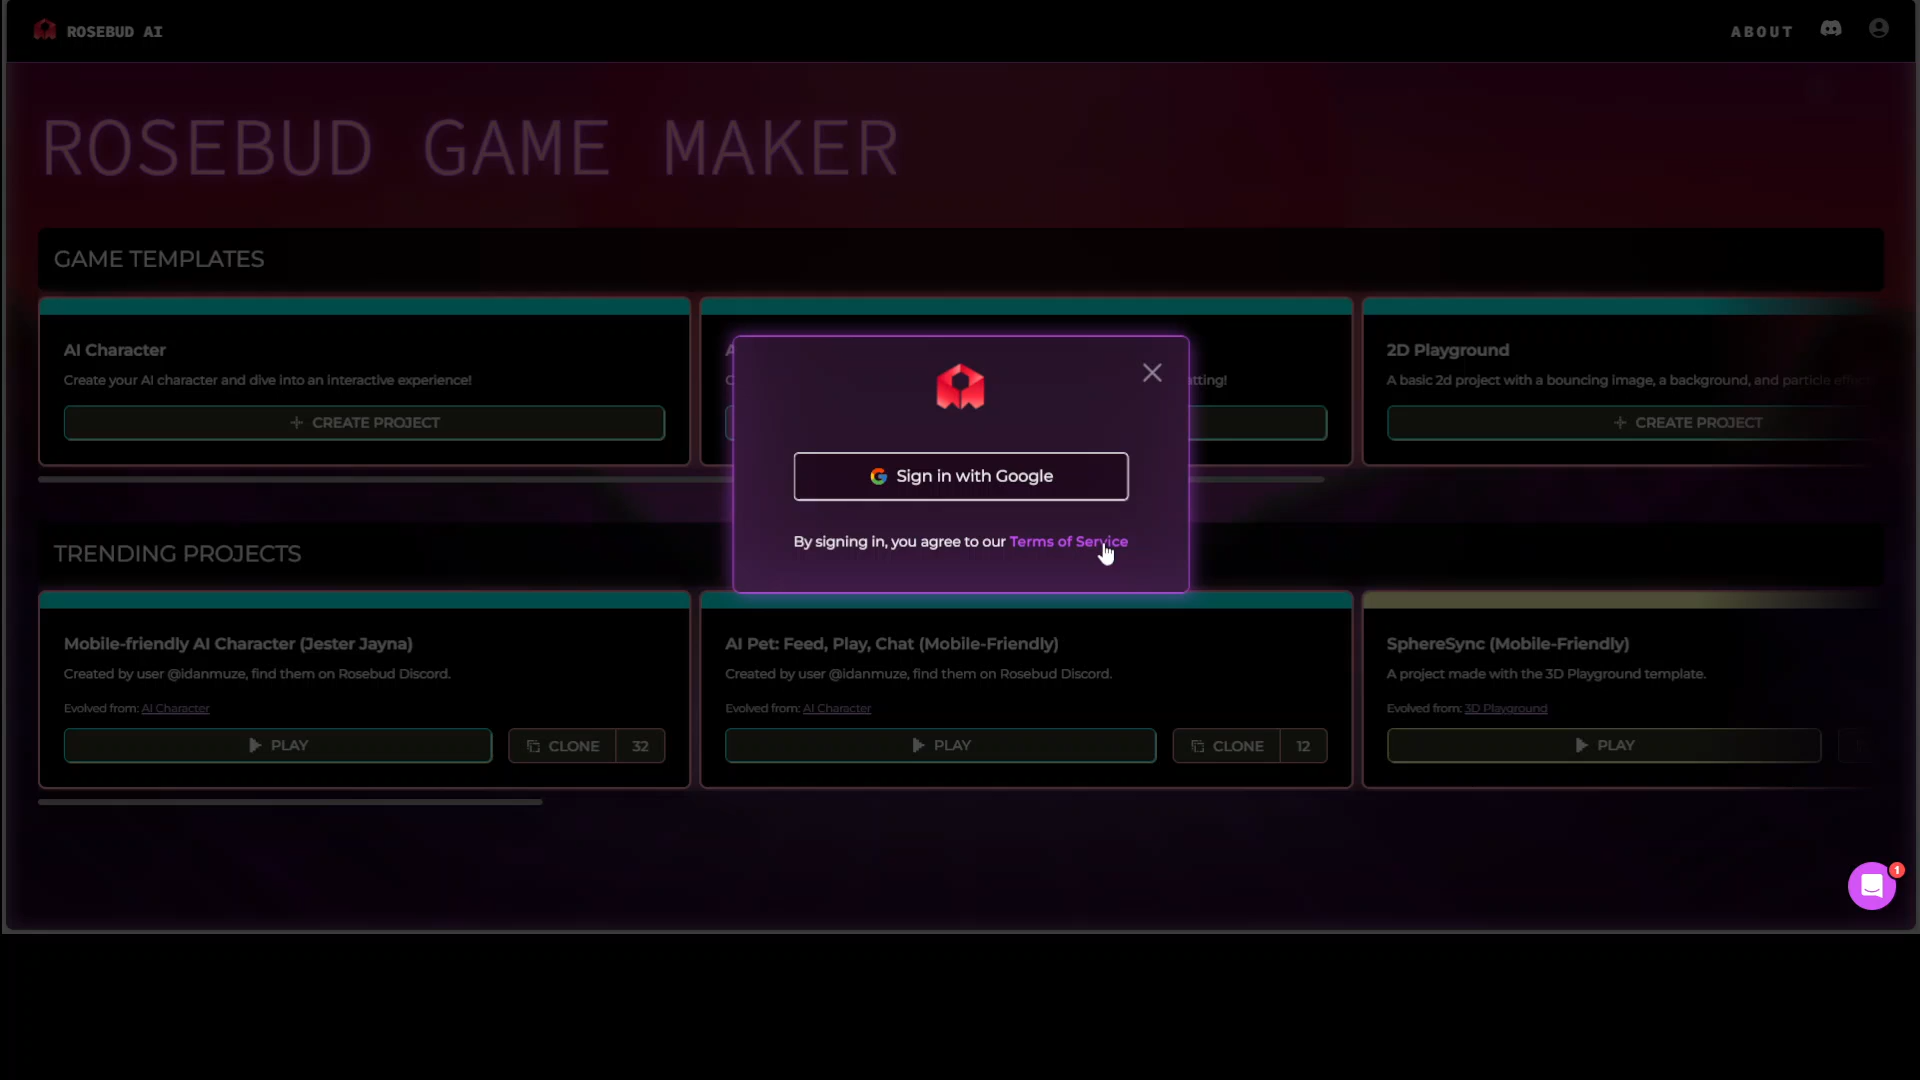 ROSEBUD AI
ABOUT
ROSEBUD GAME MAKER
GAME TEMPLATES
AI Character
Create your AI character and dive into an interactive experience!
CREATE PROJECT
2D Playground
A basic 2d project with a bouncing image, a background, and particle
CREATE PROJECT
Sign in with Google
By signing in, you agree to our Terms of Service
TRENDING PROJECTS
Mobile-friendly AI Character (Jester Jayna)
Created by user @idanmuze, find them on Rosebud Discord.
Evolved from: AI Character
PLAY
CLONE
32
AI Pet: Feed, Play, Chat (Mobile-Friendly)
Created by user @idanmuze, find them on Rosebud Discord.
Evolved from: AI Character
PLAY
CLONE
12
SphereSync (Mobile-Friendly)
A project made with the 3D Playground template.
Evolved from: 3D Playground
PLAY
1